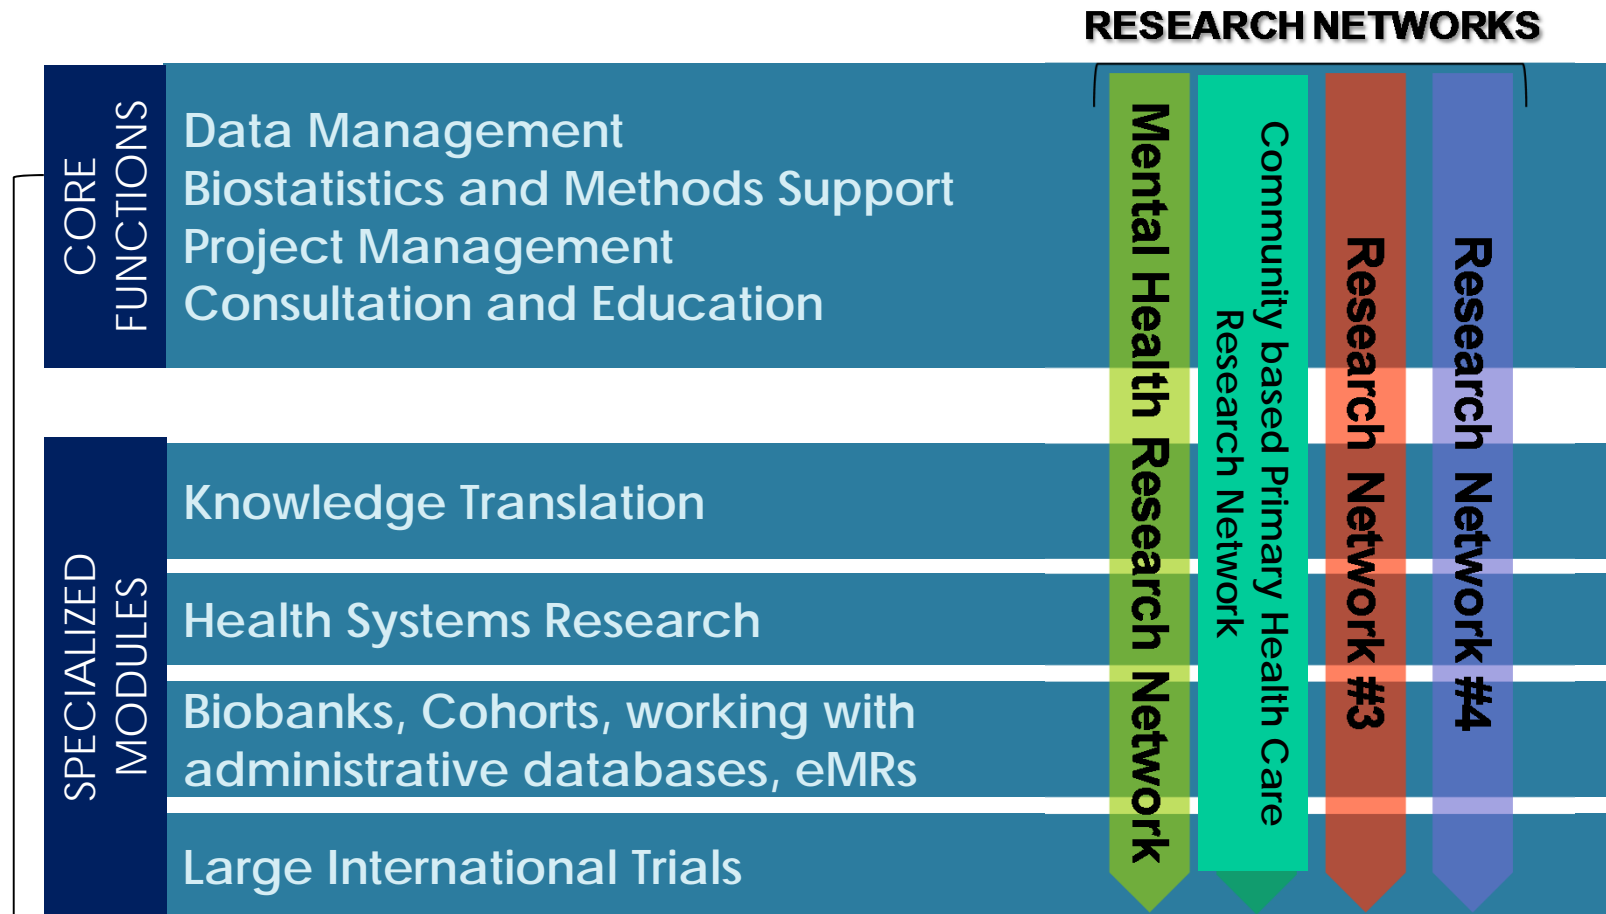 RESEARCH NETWORKS
CORE
FUNCTIONS
Data Management
Biostatistics and Methods Support
Project Management
Consultation and Education
SPECIALIZED
MODULES
Knowledge Translation
Health Systems Research
Biobanks, Cohorts, working with
administrative databases, eMRs
Large International Trials
Mental Health Research Network
Community based Primary Health Care
Research Network
Research Network #3
Research Network #4